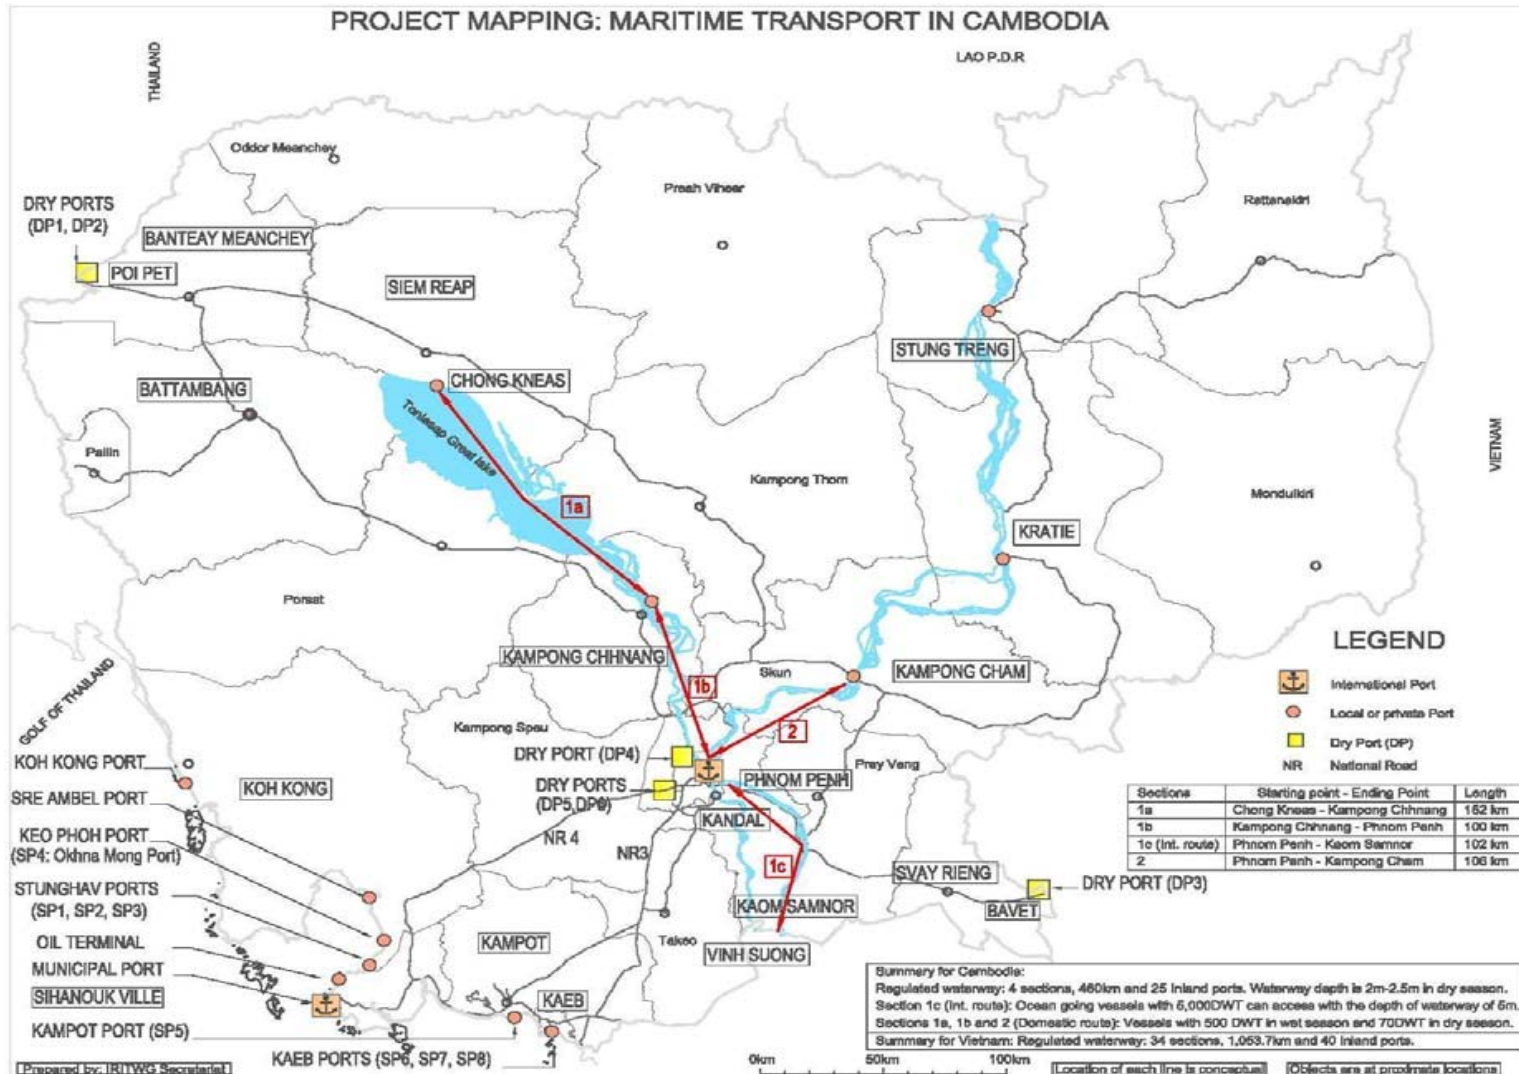 PROJECT MAPPING: MARITIME TRANSPORT IN CAMBODIA
THAILAND
LAO P.D.R
Oddor Meanchey
Preah Vihear
Rattanakiri
DRY PORTS
(DP1, DP2)
BANTEAY MEANCHEY
POI PET
SIEM REAP
STUNG TRENG
CHONG KNEAS
BATTAMBANG
Tonlesap Great lake
VIETNAM
Pailin
Kampong Thom
Mondulkiri
1a
KRATIE
Porsat
LEGEND
KAMPONG CHHNANG
Skun
KAMPONG CHAM
1b
International Port
GOLF OF THAILAND
Local or private Port
Kampong Speu
2
DRY PORT (DP4)
Dry Port (DP)
KOH KONG PORT
NR National Road
DRY PORTS
(DP5,DP6)
PHNOM PENH
Prey Veng
KOH KONG
SRE AMBEL PORT
KANDAL
Sections Starting point - Ending Point Length
1a Chong Kneas - Kampong Chhnang 162 km
1b Kampong Chhnang - Phnom Penh 100 km
1c (Int. route) Phnom Penh - Kaom Samnor 102 km
2 Phnom Penh - Kampong Cham 106 km
KEO PHOH PORT
(SP4: Okhna Mong Port)
NR 4
NR3
1c
SVAY RIENG
DRY PORT (DP3)
STUNGHAV PORTS
(SP1, SP2, SP3)
KAOM SAMNOR
BAVET
OIL TERMINAL
KAMPOT
Takeo
VINH SUONG
MUNICIPAL PORT
SIHANOUK VILLE
KAEB
KAMPOT PORT (SP5)
KAEB PORTS (SP6, SP7, SP8)
Summary for Cambodia:
Regulated waterway: 4 sections, 460km and 25 Inland ports. Waterway depth is 2m-2.5m in dry season.
Section 1c (Int. route): Ocean going vessels with 5,000DWT can access with the depth of waterway of 5m.
Sections 1a, 1b and 2 (Domestic route): Vessels with 500 DWT in wet season and 70DWT in dry season.
Summary for Vietnam: Regulated waterway: 34 sections, 1,053.7km and 40 Inland ports.
0km 50km 100km
Prepared by: IRITWG Secretariat
Location of each line is conceptual
Objects are at proximate locations